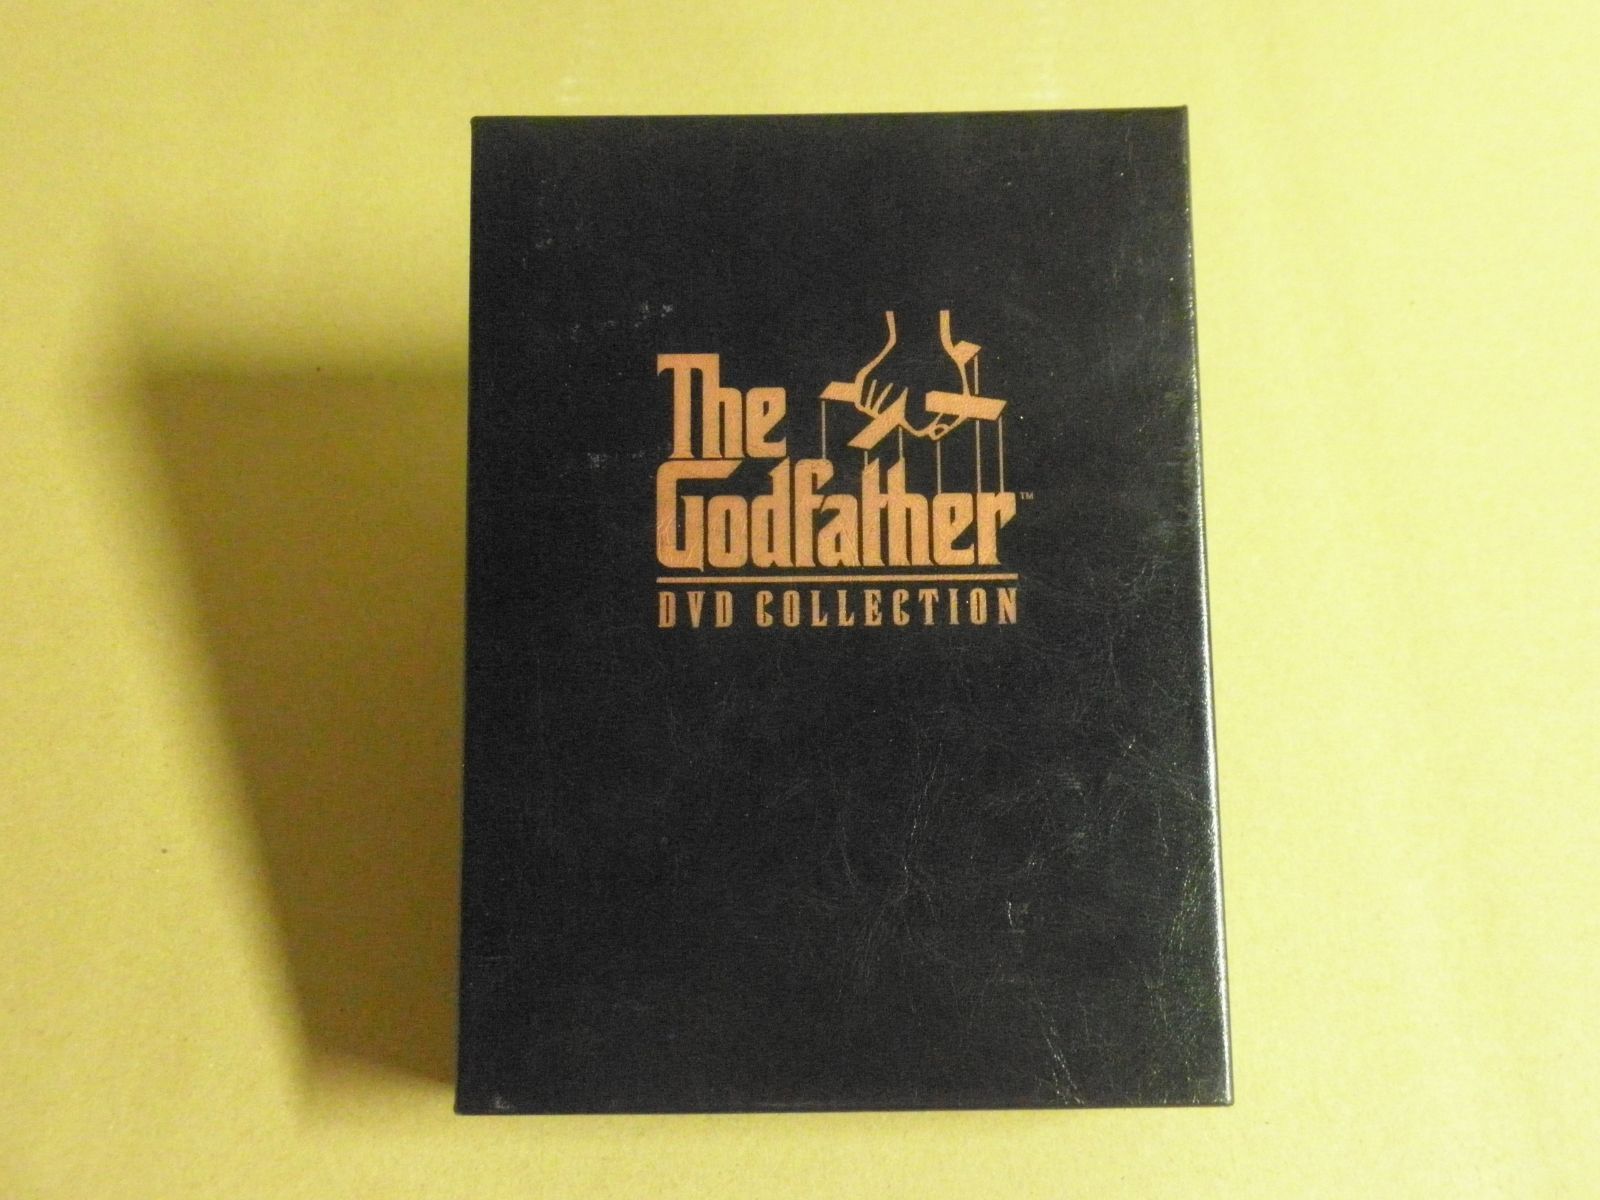 The
Godfather™
DVD COLLECTION